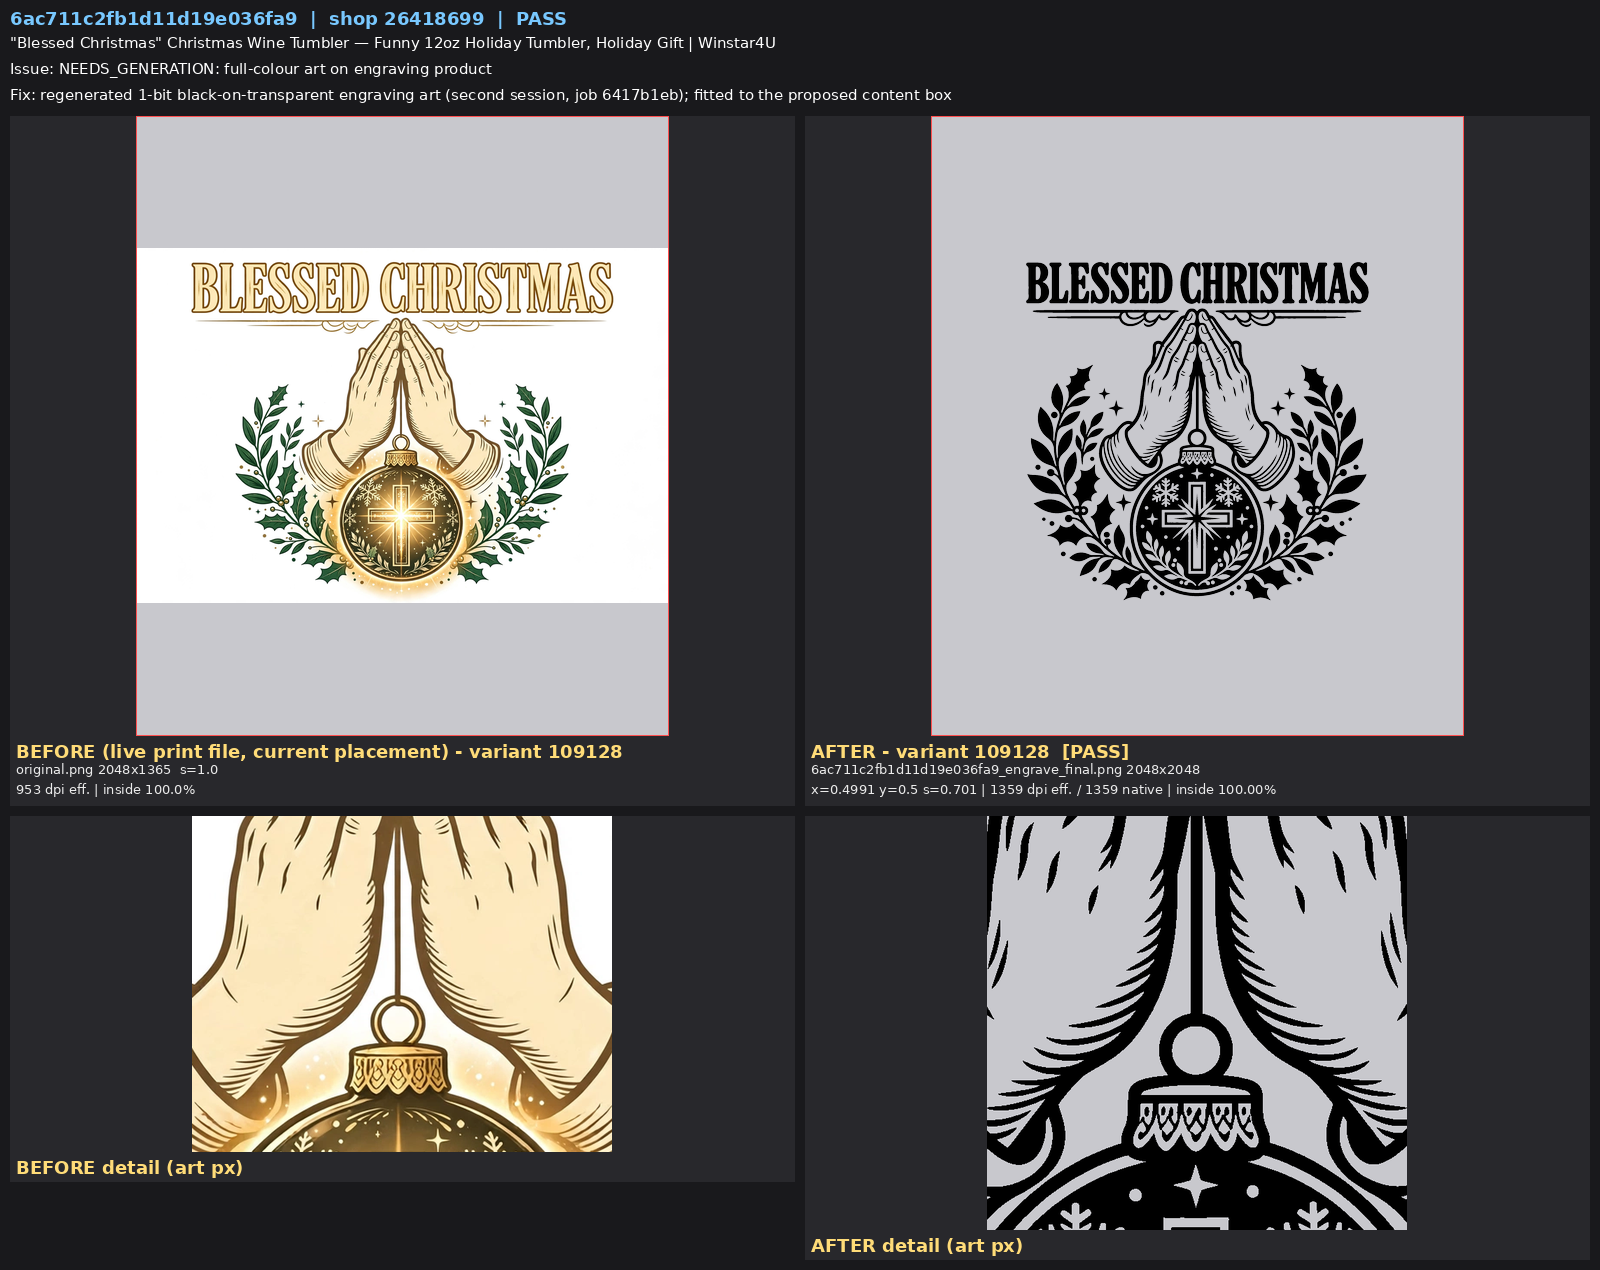 6ac711c2fb1d11d19e036fa9 | shop 26418699 | PASS
"Blessed Christmas" Christmas Wine Tumbler — Funny 12oz Holiday Tumbler, Holiday Gift | Winstar4U
Issue: NEEDS_GENERATION: full-colour art on engraving product
Fix: regenerated 1-bit black-on-transparent engraving art (second session, job 6417b1eb); fitted to the proposed content box
BLESSED CHRISTMAS
BLESSED CHRISTMAS
BEFORE (live print file, current placement) - variant 109128
original.png 2048x1365 s=1.0
953 dpi eff. | inside 100.0%
AFTER - variant 109128 [PASS]
6ac711c2fb1d11d19e036fa9_engrave_final.png 2048x2048
x=0.4991 y=0.5 s=0.701 | 1359 dpi eff. / 1359 native | inside 100.00%
BEFORE detail (art px)
AFTER detail (art px)